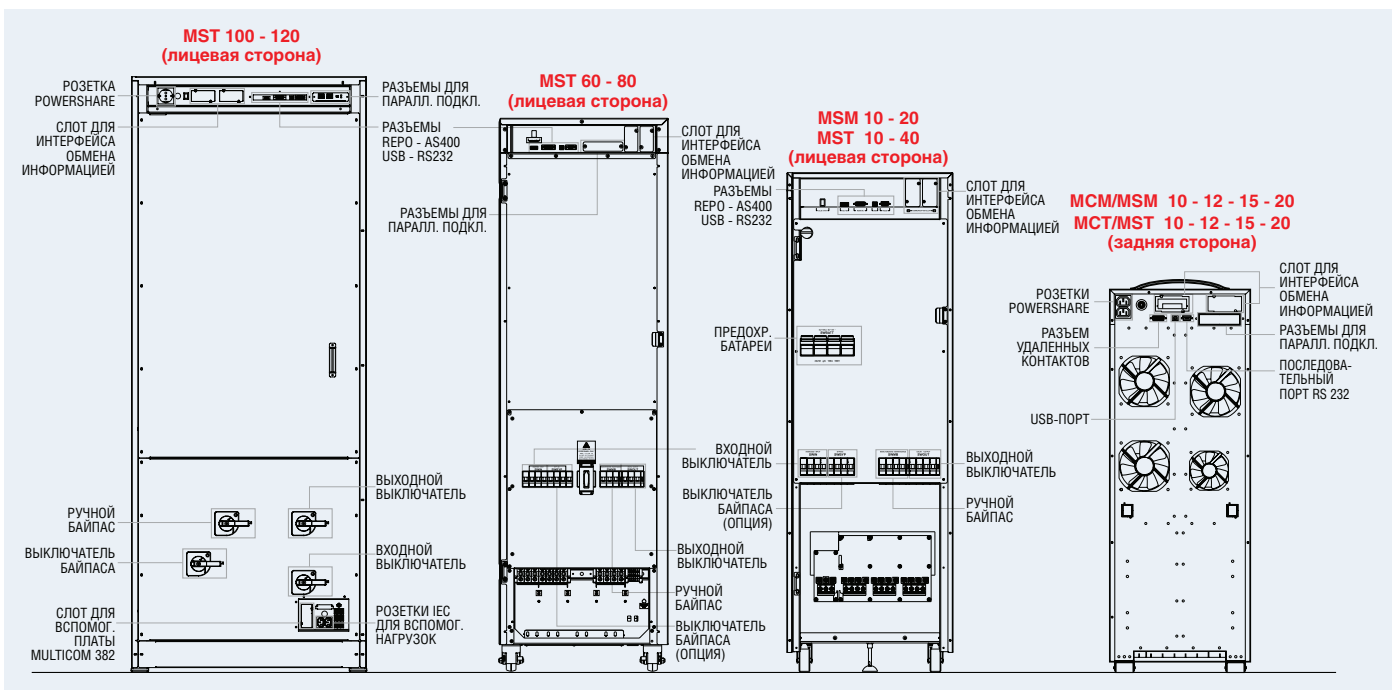 MST 100 - 120
(лицевая сторона)
РОЗЕТКА
POWERSHARE
СЛОТ ДЛЯ
ИНТЕРФЕЙСА
ОБМЕНА
ИНФОРМАЦИЕЙ
РАЗЪЕМЫ ДЛЯ
ПАРАЛЛ. ПОДКЛ.
РАЗЪЕМЫ
REPO - AS400
USB - RS232
РУЧНОЙ
БАЙПАС
ВЫКЛЮЧАТЕЛЬ
БАЙПАСА
СЛОТ ДЛЯ
ВСПОМОГ.
ПЛАТЫ
MULTICOM 382
ВЫХОДНОЙ
ВЫКЛЮЧАТЕЛЬ
ВХОДНОЙ
ВЫКЛЮЧАТЕЛЬ
РОЗЕТКИ IEC
ДЛЯ ВСПОМОГ.
НАГРУЗОК
MST 60 - 80
(лицевая сторона)
РАЗЪЕМЫ ДЛЯ
ПАРАЛЛ. ПОДКЛ.
СЛОТ ДЛЯ
ИНТЕРФЕЙСА
ОБМЕНА
ИНФОРМАЦИЕЙ
РАЗЪЕМЫ
REPO - AS400
USB - RS232
ВХОДНОЙ
ВЫКЛЮЧАТЕЛЬ
ВЫКЛЮЧАТЕЛЬ
БАЙПАСА
(ОПЦИЯ)
ВЫХОДНОЙ
ВЫКЛЮЧАТЕЛЬ
РУЧНОЙ
БАЙПАС
ВЫКЛЮЧАТЕЛЬ
БАЙПАСА
(ОПЦИЯ)
MSM 10 - 20
MST 10 - 40
(лицевая сторона)
СЛОТ ДЛЯ
ИНТЕРФЕЙСА
ОБМЕНА
ИНФОРМАЦИЕЙ
ПРЕДОХР.
БАТАРЕИ
ВЫХОДНОЙ
ВЫКЛЮЧАТЕЛЬ
РУЧНОЙ
БАЙПАС
MCM/MSM 10 - 12 - 15 - 20
MCT/MST 10 - 12 - 15 - 20
(задняя сторона)
РОЗЕТКИ
POWERSHARE
РАЗЪЕМ
УДАЛЕННЫХ
КОНТАКТОВ
USB-ПОРТ
СЛОТ ДЛЯ
ИНТЕРФЕЙСА
ОБМЕНА
ИНФОРМАЦИЕЙ
РАЗЪЕМЫ ДЛЯ
ПАРАЛЛ. ПОДКЛ.
ПОСЛЕДОВА-
ТЕЛЬНЫЙ
ПОРТ RS 232